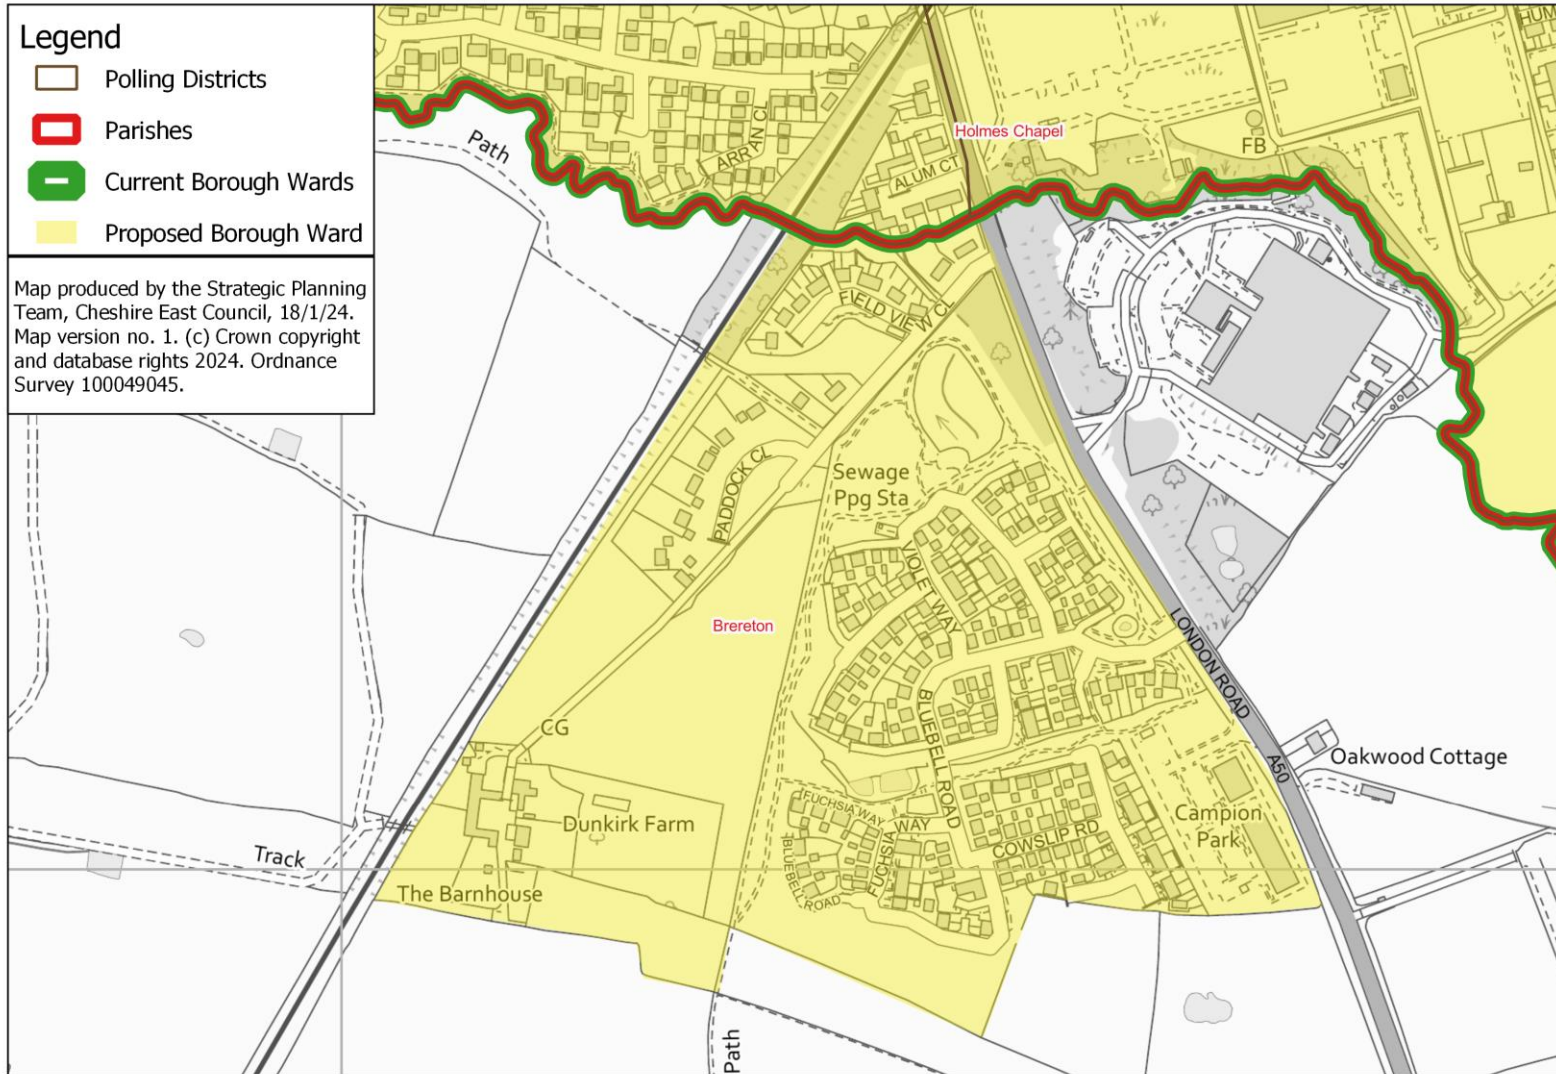 Legend
Polling Districts
Parishes
Current Borough Wards
Proposed Borough Ward
Map produced by the Strategic Planning
Team, Cheshire East Council, 18/1/24.
Map version no. 1. (c) Crown copyright
and database rights 2024. Ordnance
Survey 100049045.
HUM
Path
ARRAN CL
Holmes Chapel
FB
ALUM CT
FIELD VIEW CL
PADDOCK CL
Sewage
Ppg Sta
VIOLET WAY
Brereton
LONDON ROAD
BLUEBELL ROAD
CG
A50
Oakwood Cottage
FUCHSIA WAY
Dunkirk Farm
FUCHSIA WAY
COWSLIP RD
Campion
Park
BLUEBELL ROAD
Track
The Barnhouse
Path